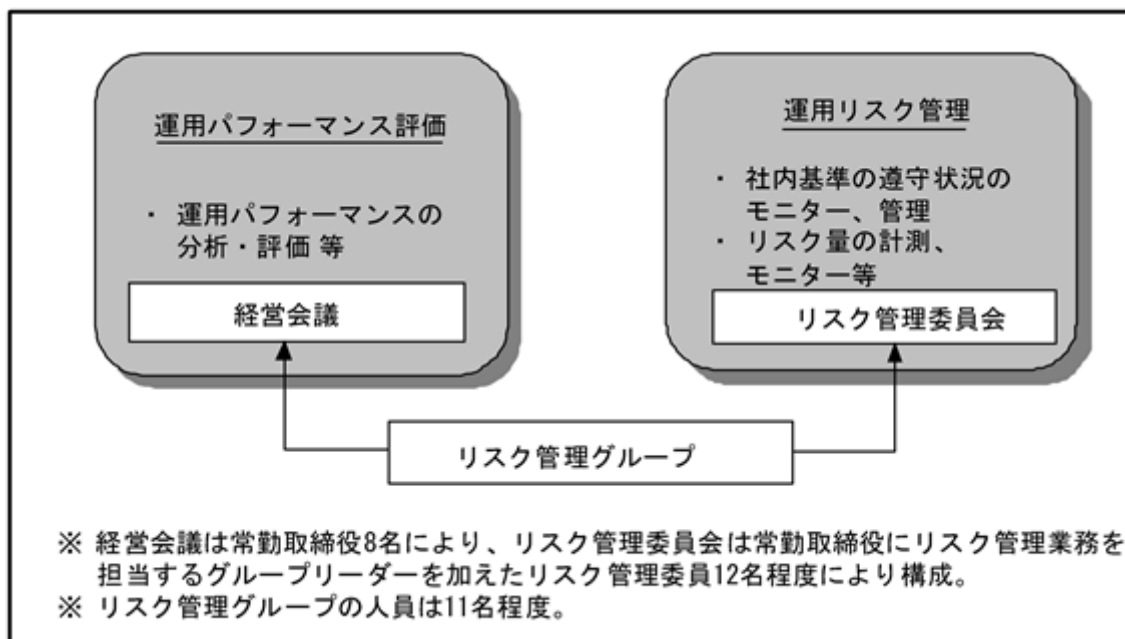 運用パフォーマンス評価
・ 運用パフォーマンスの
分析・評価 等
経営会議
運用リスク管理
・ 社内基準の遵守状況の
モニター、管理
・ リスク量の計測、
モニター等
リスク管理委員会
リスク管理グループ
※ 経営会議は常勤取締役8名により、リスク管理委員会は常勤取締役にリスク管理業務を
担当するグループリーダーを加えたリスク管理委員12名程度により構成。
※ リスク管理グループの人員は11名程度。